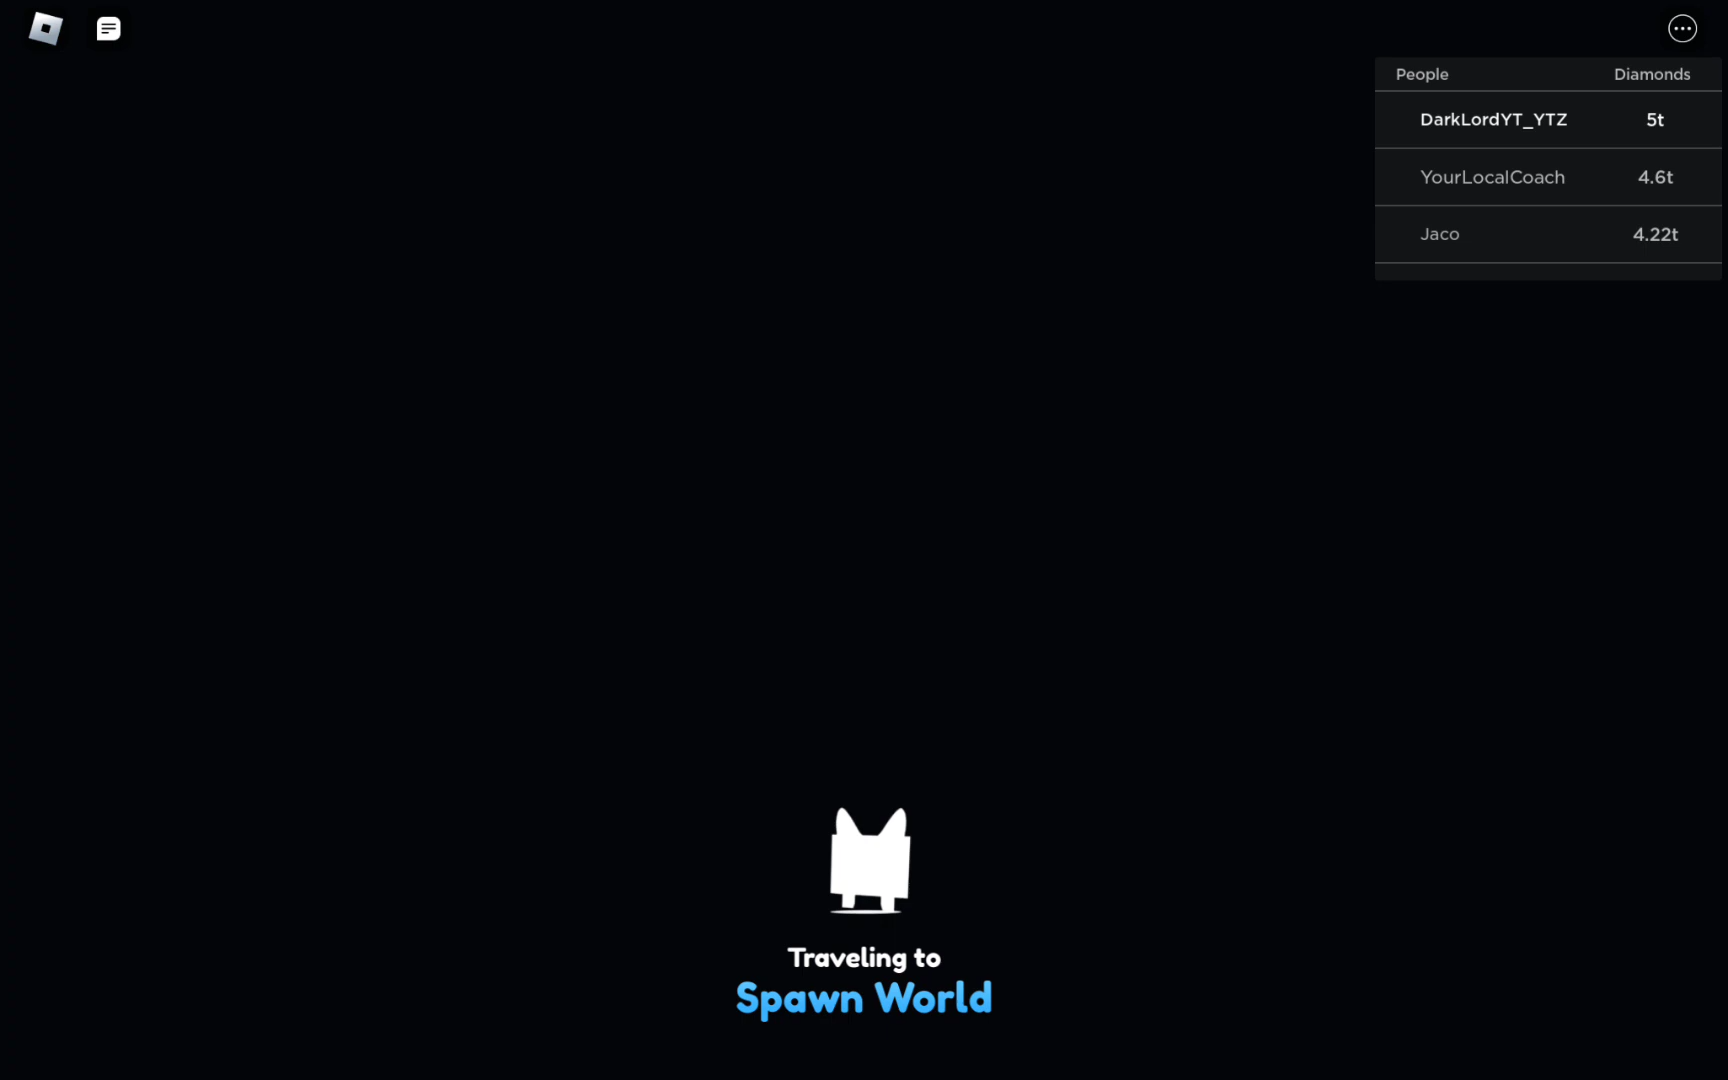 People Diamonds
DarkLordYT_YTZ 5t
YourLocalCoach 4.6t
Jaco 4.22t
Traveling to
Spawn World